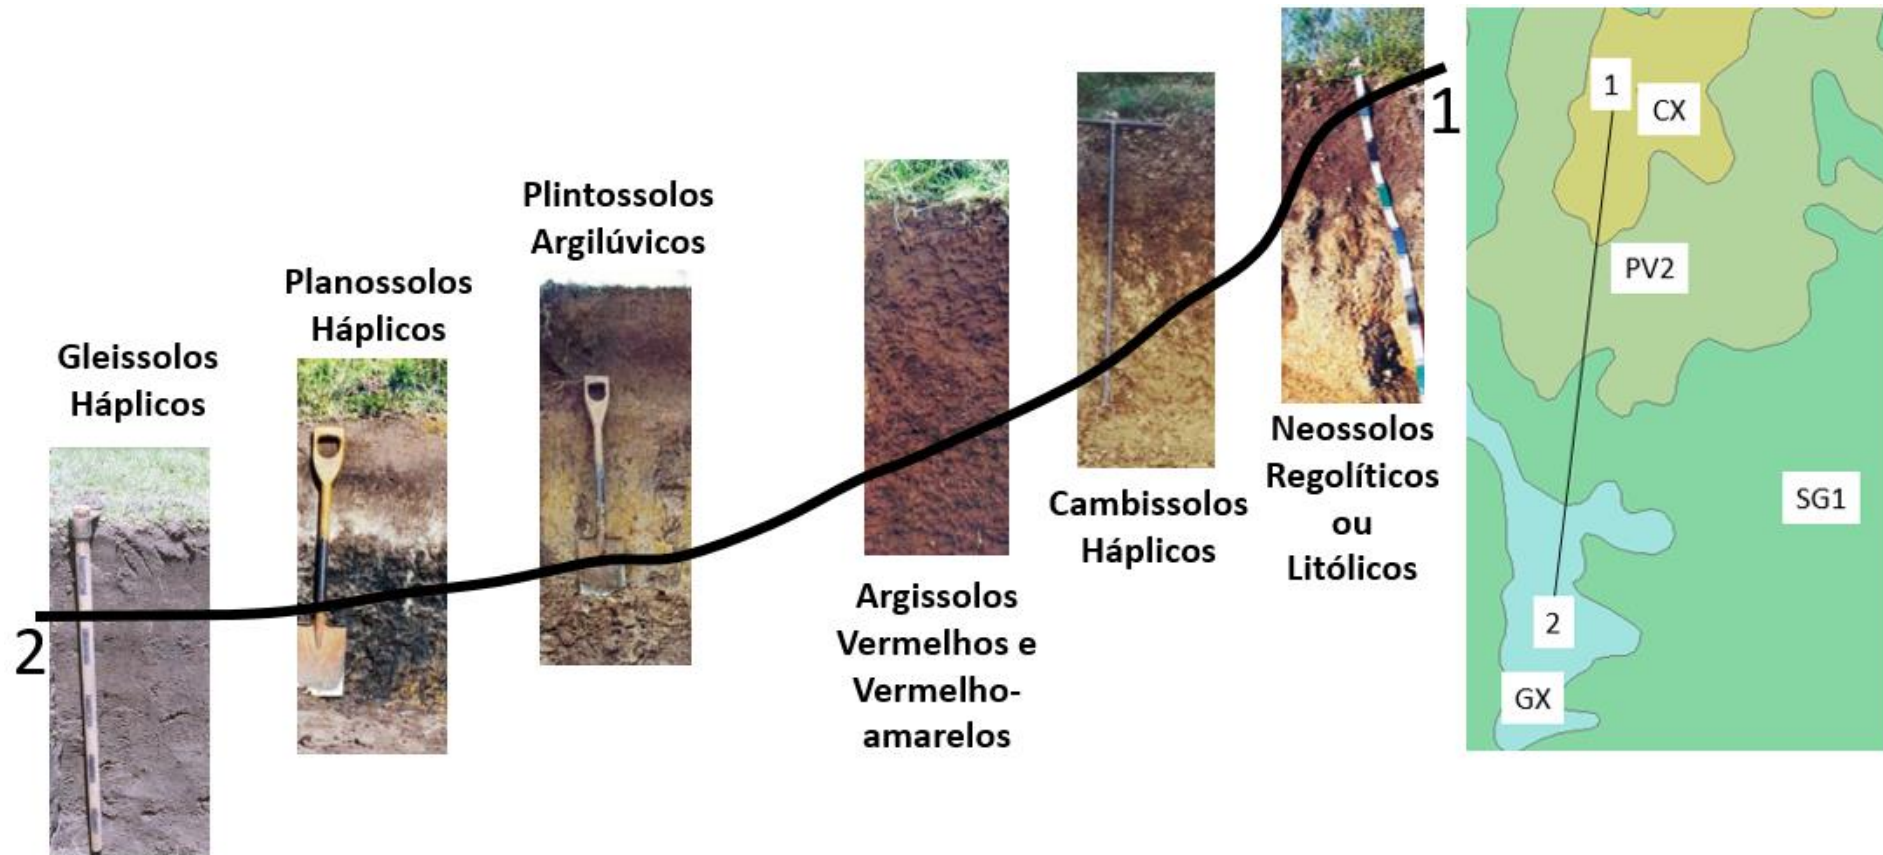 Gleissolos
Háplicos
Planossolos
Háplicos
Plintossolos
Argilúvicos
Argissolos
Vermelhos e
Vermelho-
amarelos
Cambissolos
Háplicos
Neossolos
Regolíticos
ou
Litólicos
2
1
1
CX
PV2
SG1
2
GX